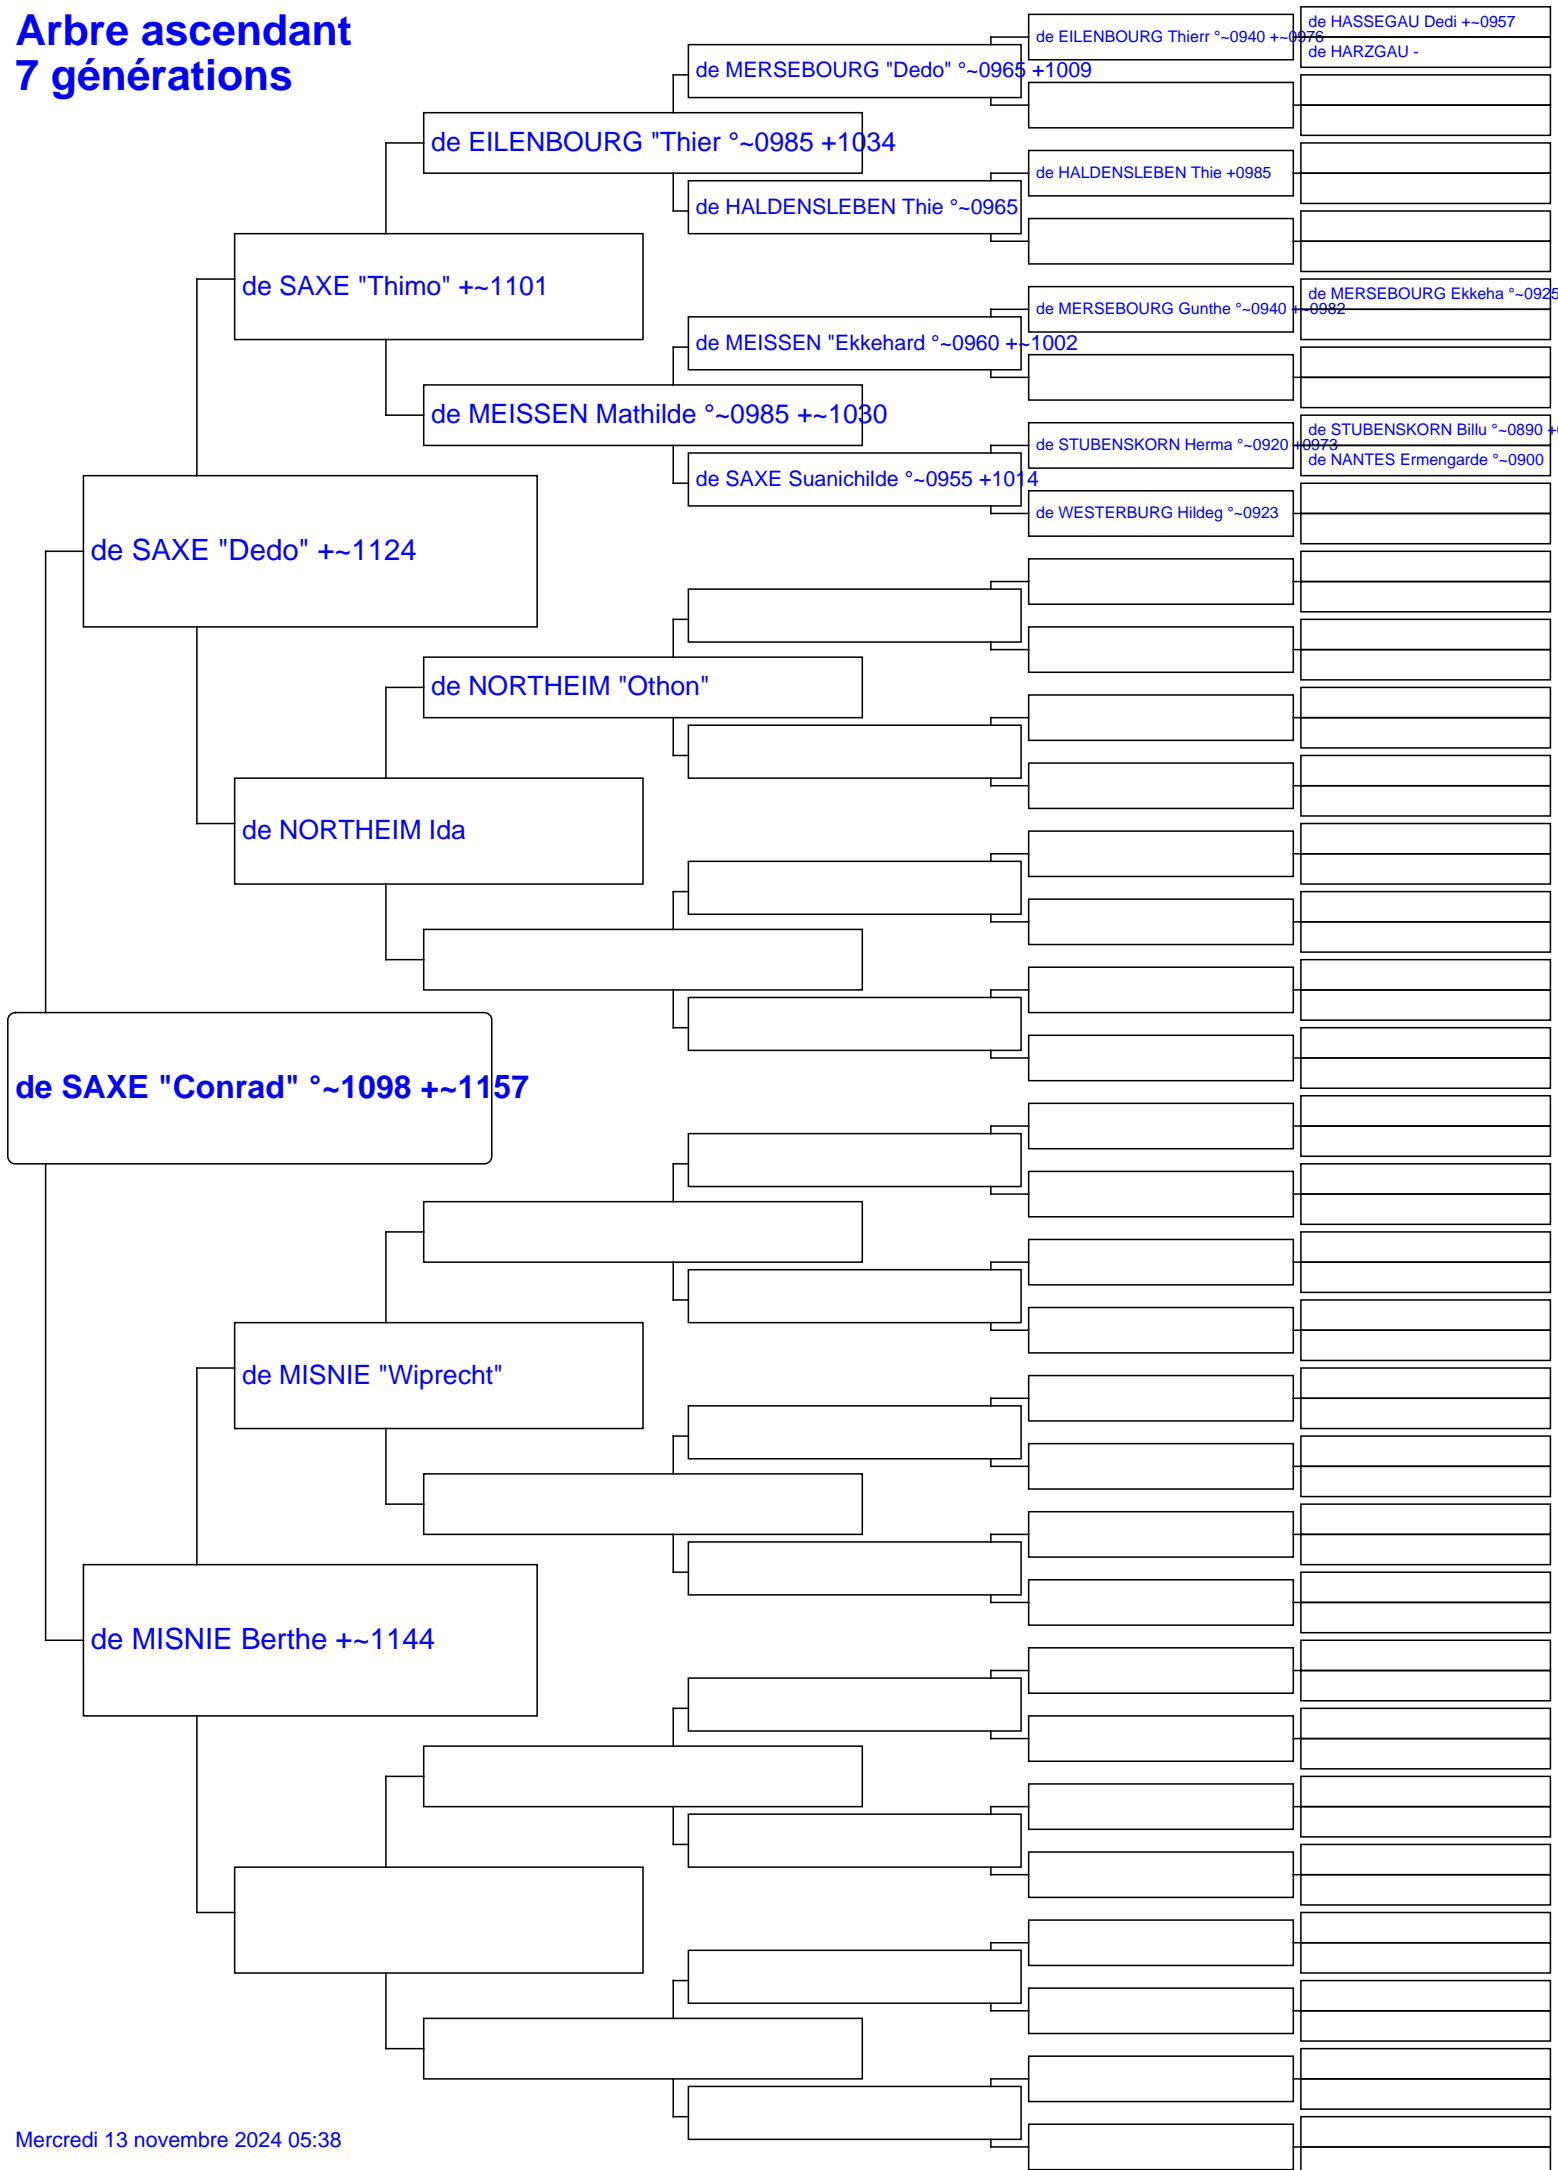 Arbre ascendant
7 générations
de HASSEGAU Dedi +~0957
de EILENBOURG Thierr °~0940 +~0976
de HARZGAU -
de MERSEBOURG "Dedo" °~0965 +1009
de EILENBOURG "Thier °~0985 +1034
de HALDENSLEBEN Thie +0985
de HALDENSLEBEN Thie °~0965
de SAXE "Thimo" +~1101
de MERSEBOURG Ekkeha °~0925
de MERSEBOURG Gunthe °~0940 +~0982
de MEISSEN "Ekkehard °~0960 +~1002
de MEISSEN Mathilde °~0985 +~1030
de STUBENSKORN Billu °~0890 +
de STUBENSKORN Herma °~0920 +0973
de NANTES Ermengarde °~0900
de SAXE Suanichilde °~0955 +1014
de WESTERBURG Hildeg °~0923
de SAXE "Dedo" +~1124
de NORTHEIM "Othon"
de NORTHEIM Ida
de SAXE "Conrad" °~1098 +~1157
de MISNIE "Wiprecht"
de MISNIE Berthe +~1144
Mercredi 13 novembre 2024 05:38